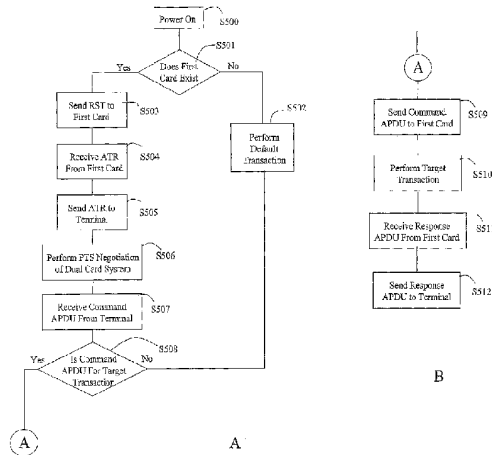 Power On
S500
S501
Does First
Card Exist
Yes
No
Send RST to
First Card
S503
S502
Perform
Default
Transaction
Receive ATR
From First Card
S504
Send ATR to
Terminal
S505
Perform PTS Negotiation
of Dual Card System
S506
Receive Command
APDU From Terminal
S507
S508
Is Command
APDU For Target
Transaction
Yes
No
A
A
A
Send Command
APDU to First Card
S509
Perform Target
Transaction
S510
Receive Response
APDU From First Card
S511
Send Response
APDU to Terminal
S512
B